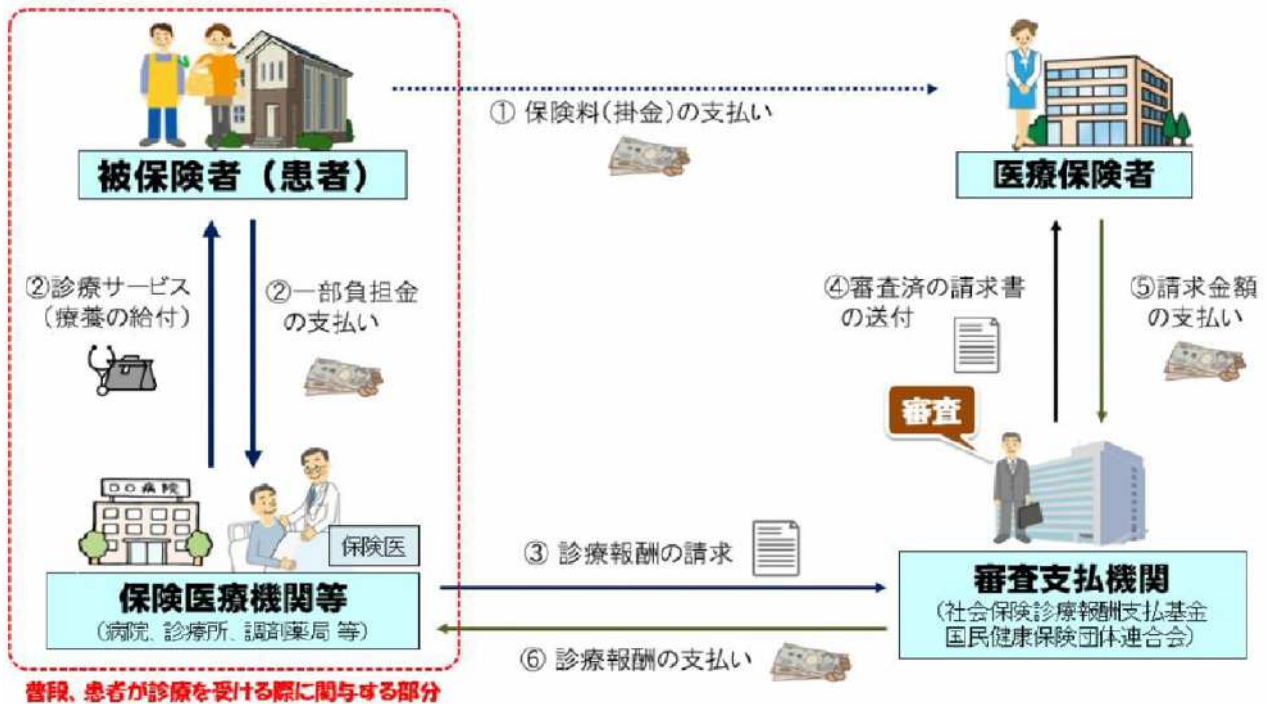 ① 保険料(掛金)の支払い
被保険者（患者）
医療保険者
②診療サービス
（療養の給付）
②一部負担金
の支払い
④審査済の請求書
の送付
⑤請求金額
の支払い
審査
〇〇病院
保険医
③ 診療報酬の請求
保険医療機関等
(病院、診療所、調剤薬局 等)
審査支払機関
(社会保険診療報酬支払基金
国民健康保険団体連合会)
⑥ 診療報酬の支払い
普段、患者が診療を受ける際に関与する部分